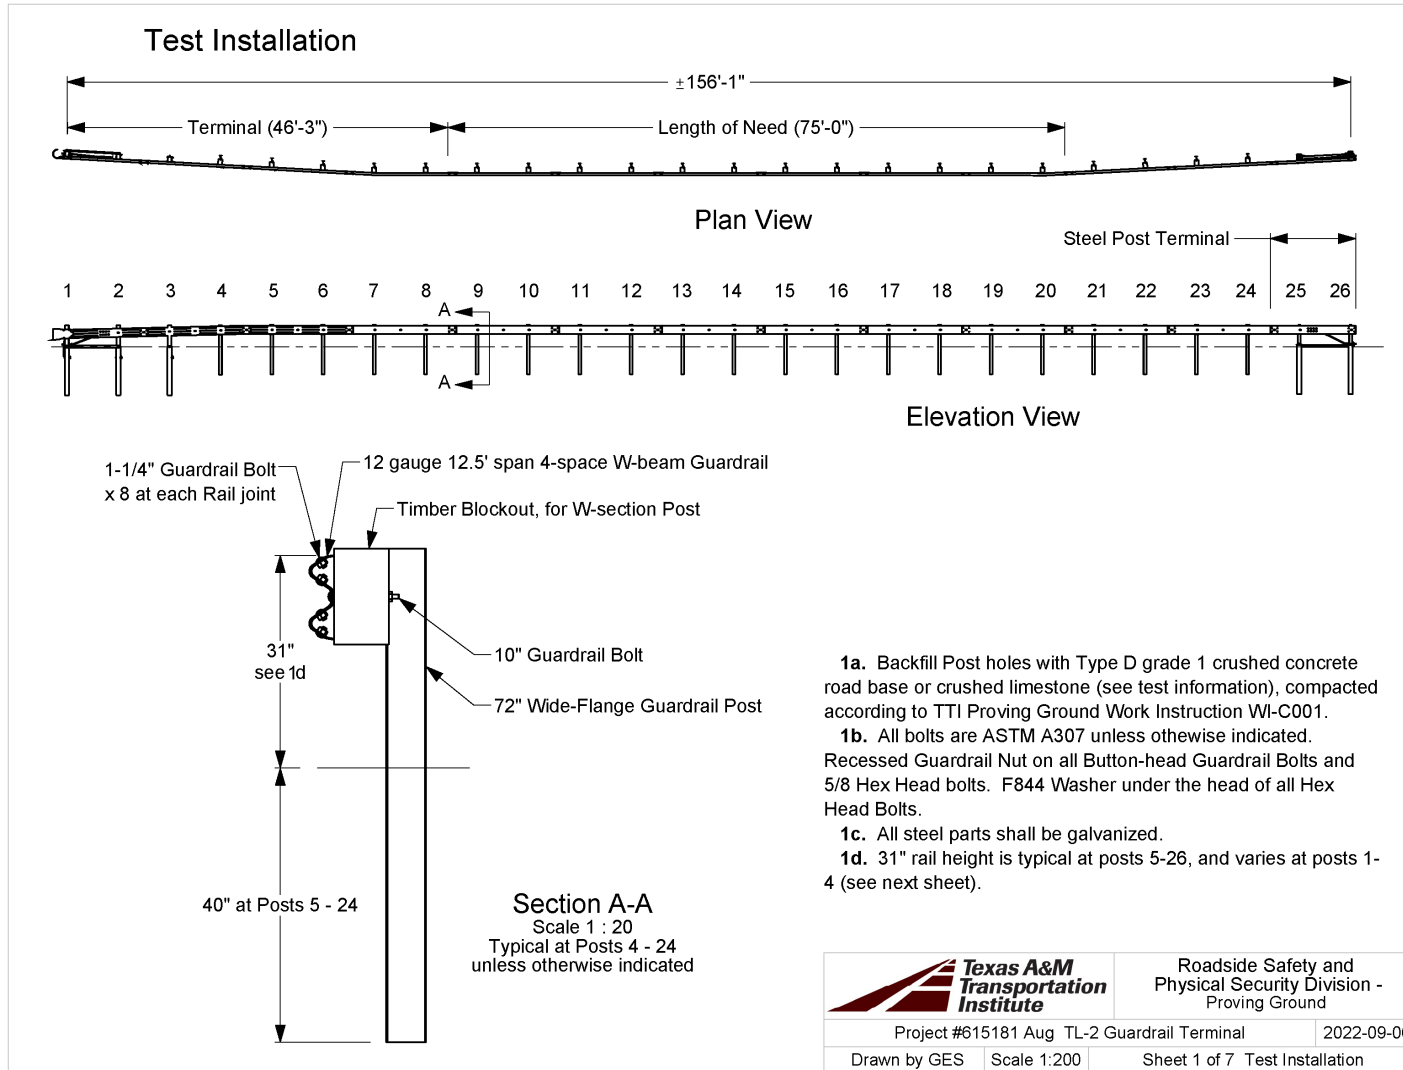 Test Installation
±156'-1"
Terminal (46'-3")
Length of Need (75'-0")
Plan View
Steel Post Terminal
1 2 3 4 5 6 7 8 9 10 11 12 13 14 15 16 17 18 19 20 21 22 23 24 25 26
A
A
Elevation View
1-1/4" Guardrail Bolt
x 8 at each Rail joint
12 gauge 12.5' span 4-space W-beam Guardrail
Timber Blockout, for W-section Post
31"
see 1d
10" Guardrail Bolt
72" Wide-Flange Guardrail Post
40" at Posts 5 - 24
Section A-A
Scale 1 : 20
Typical at Posts 4 - 24
unless otherwise indicated
1a. Backfill Post holes with Type D grade 1 crushed concrete
road base or crushed limestone (see test information), compacted
according to TTI Proving Ground Work Instruction WI-C001.
1b. All bolts are ASTM A307 unless othewise indicated.
Recessed Guardrail Nut on all Button-head Guardrail Bolts and
5/8 Hex Head bolts. F844 Washer under the head of all Hex
Head Bolts.
1c. All steel parts shall be galvanized.
1d. 31" rail height is typical at posts 5-26, and varies at posts 1-
4 (see next sheet).
Texas A&M
Transportation
Institute
Roadside Safety and
Physical Security Division -
Proving Ground
Project #615181 Aug TL-2 Guardrail Terminal
2022-09-0
Drawn by GES
Scale 1:200
Sheet 1 of 7 Test Installation